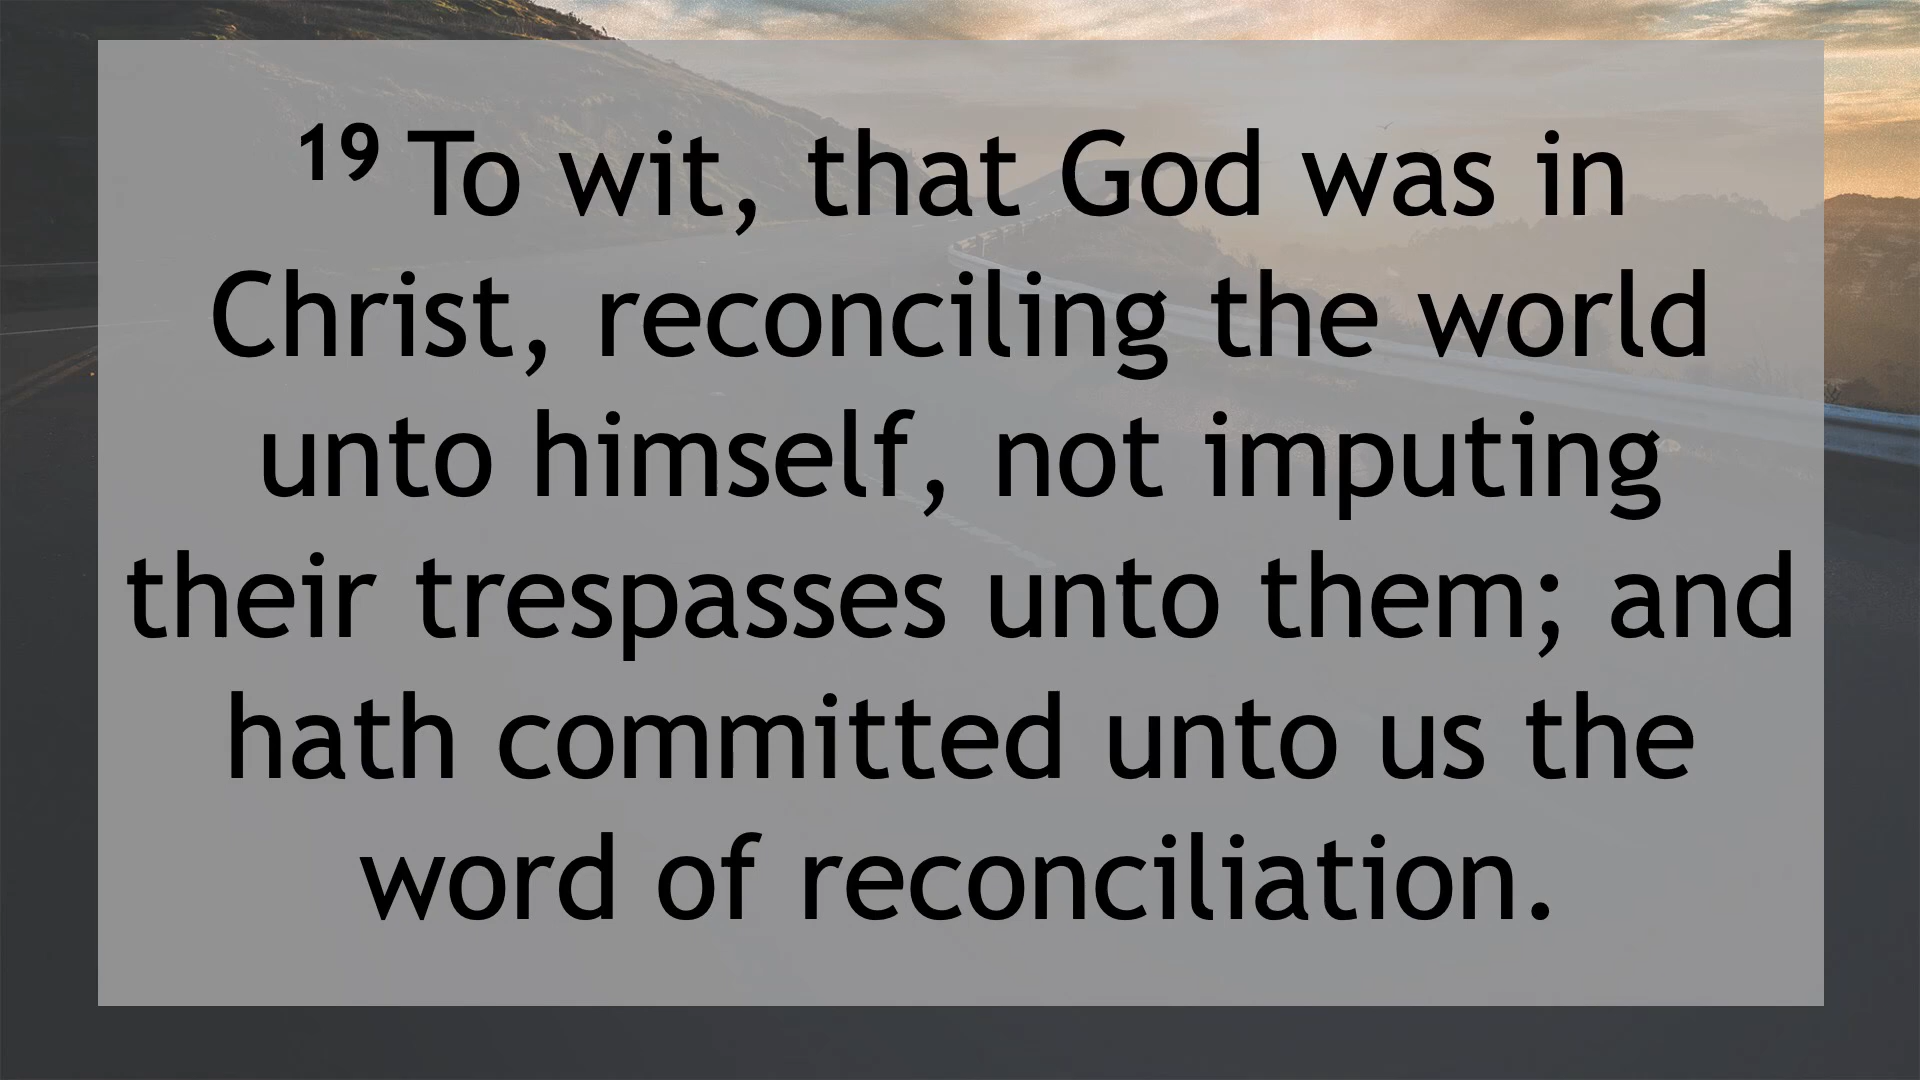 19 To wit, that God was in
Christ, reconciling the world
unto himself, not imputing
their trespasses unto them; and
hath committed unto us the
word of reconciliation.